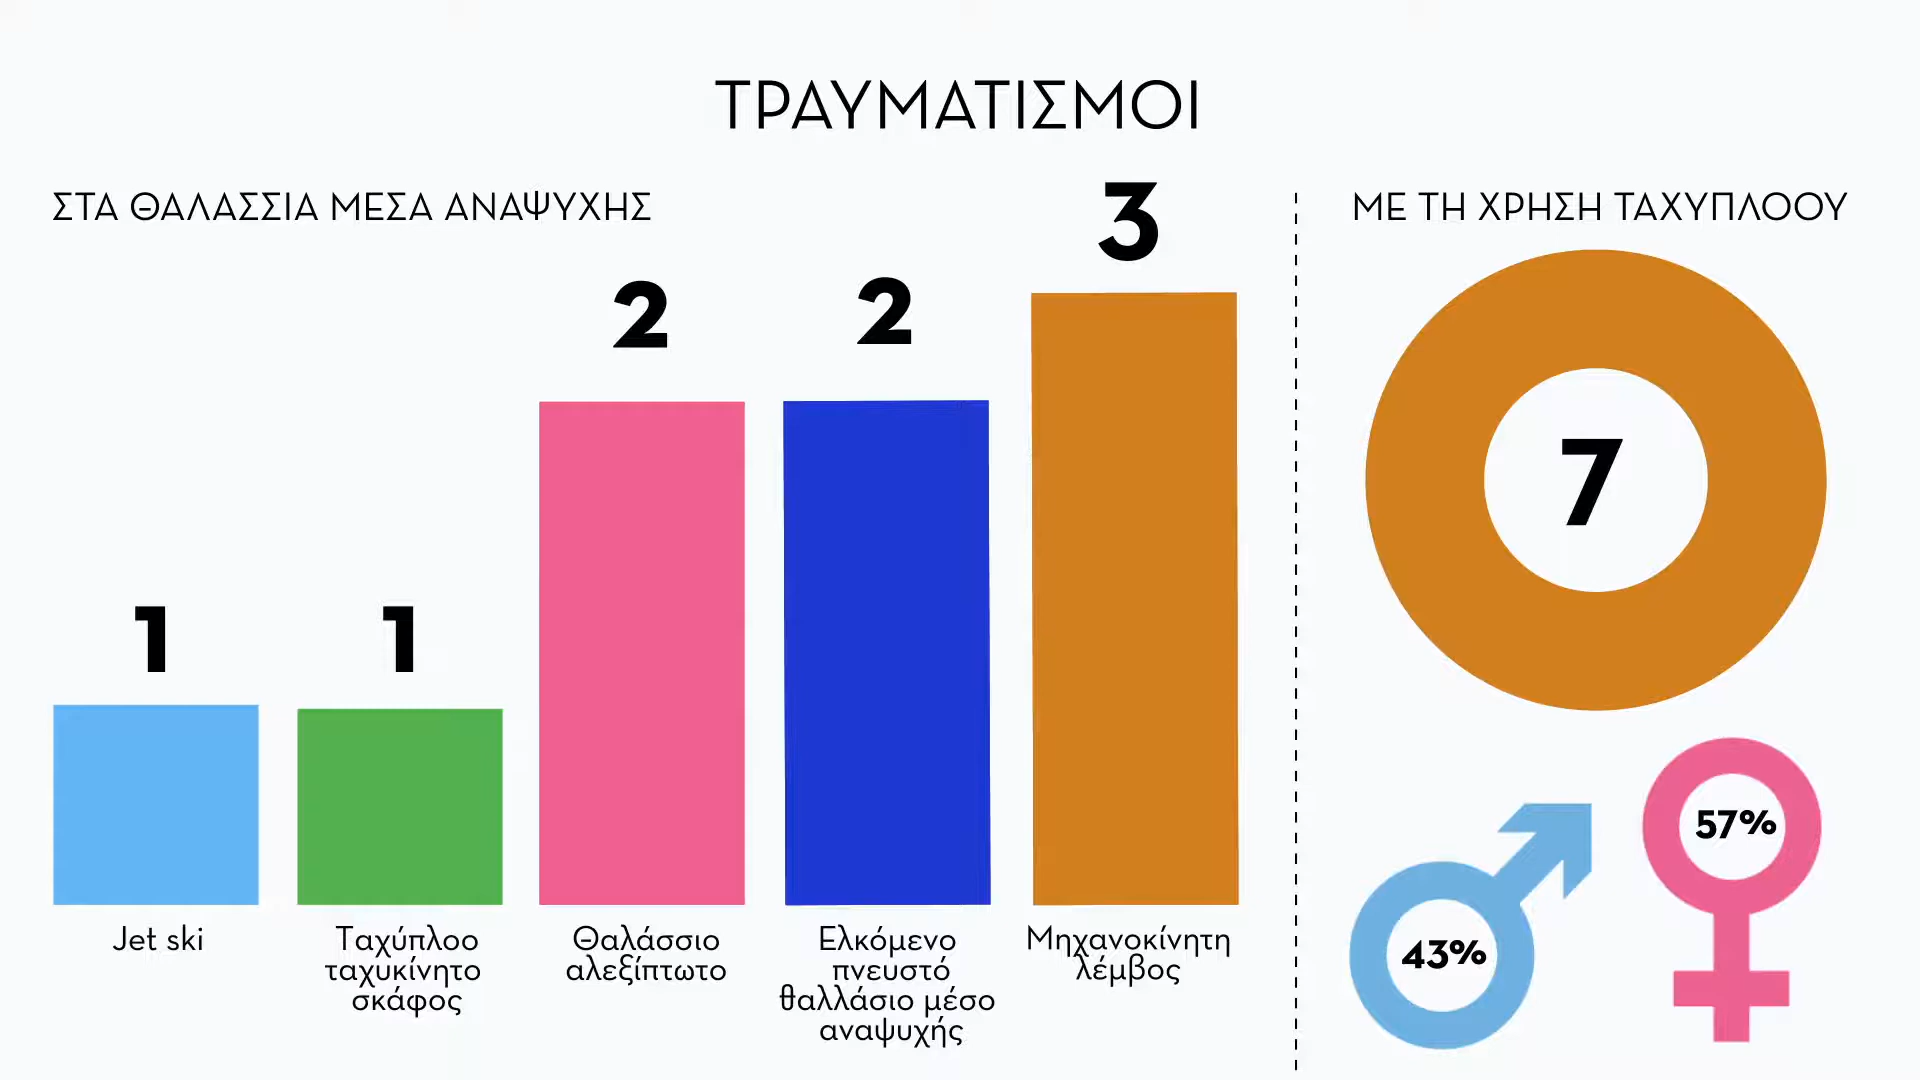 ΤΡΑΥΜΑΤΙΣΜΟΙ
ΣΤΑ ΘΑΛΑΣΣΙΑ ΜΕΣΑ ΑΝΑΨΥΧΗΣ
1
1
2
2
3
Jet ski
Ταχύπλοο
ταχυκίνητο
σκάφος
Θαλάσσιο
αλεξίπτωτο
Ελκόμενο
πνευστό
θαλλάσιο μέσο
αναψυχής
Μηχανοκίνητη
λέμβος
ΜΕ ΤΗ ΧΡΗΣΗ ΤΑΧΥΠΛΟΟΥ
7
43%
57%